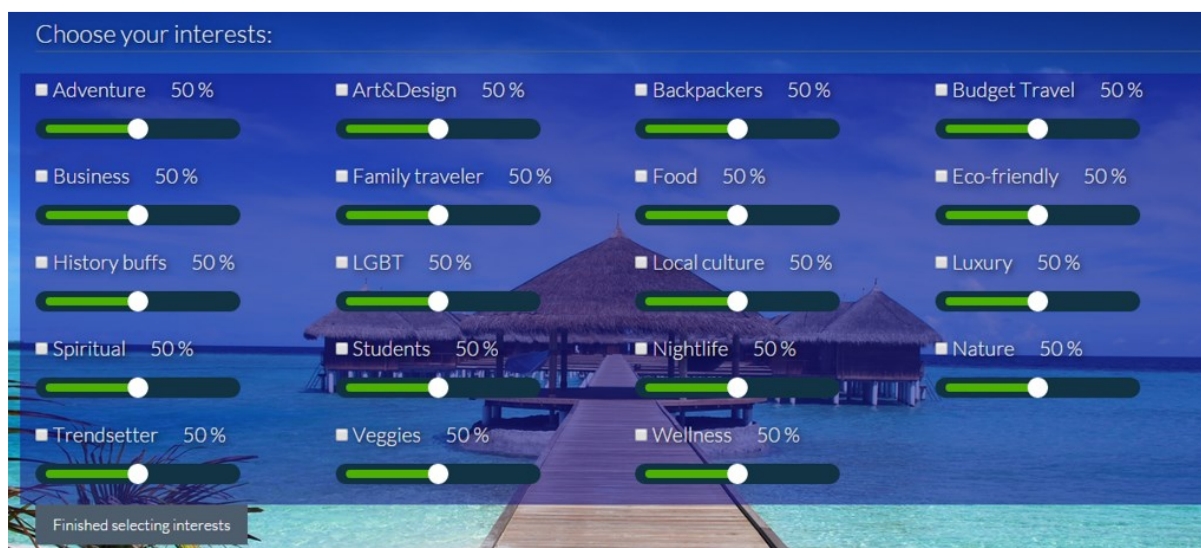 Choose your interests:
Adventure 50 % Art&Design 50 % Backpackers 50 % Budget Travel 50 %
Business 50 % Family traveler 50 % Food 50 % Eco-friendly 50 %
History buffs 50 % LGBT 50 % Local culture 50 % Luxury 50 %
Spiritual 50 % Students 50 % Nightlife 50 % Nature 50 %
Trendsetter 50 % Veggies 50 % Wellness 50 %
Finished selecting interests